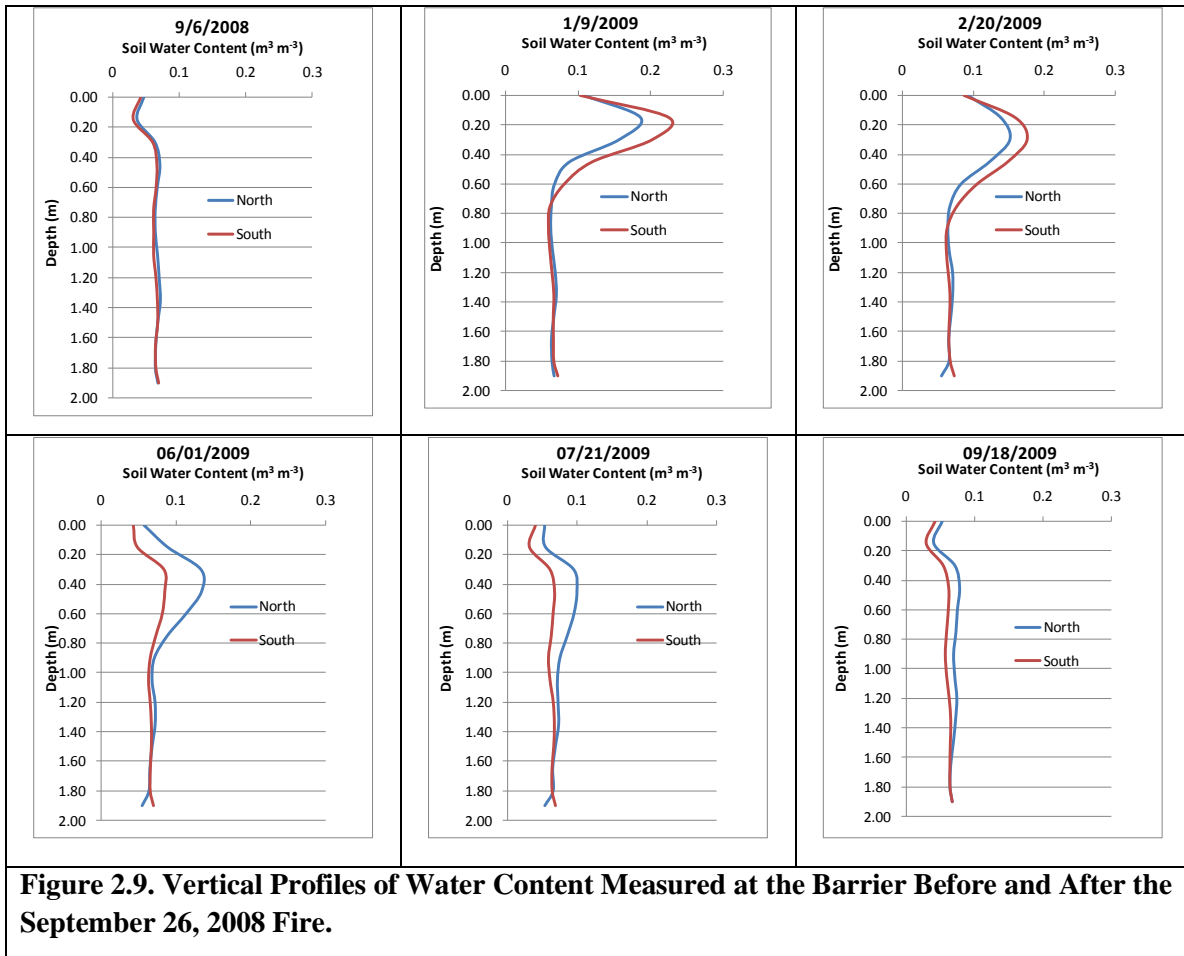 9/6/2008
Soil Water Content (m³ m⁻³)
0 0.1 0.2 0.3
0.00
0.20
0.40
0.60
0.80
1.00
1.20
1.40
1.60
1.80
2.00
Depth (m)
North
South
1/9/2009
Soil Water Content (m³ m⁻³)
0 0.1 0.2 0.3
0.00
0.20
0.40
0.60
0.80
1.00
1.20
1.40
1.60
1.80
2.00
Depth (m)
North
South
2/20/2009
Soil Water Content (m³ m⁻³)
0 0.1 0.2 0.3
0.00
0.20
0.40
0.60
0.80
1.00
1.20
1.40
1.60
1.80
2.00
Depth (m)
North
South
06/01/2009
Soil Water Content (m³ m⁻³)
0 0.1 0.2 0.3
0.00
0.20
0.40
0.60
0.80
1.00
1.20
1.40
1.60
1.80
2.00
Depth (m)
North
South
07/21/2009
Soil Water Content (m³ m⁻³)
0 0.1 0.2 0.3
0.00
0.20
0.40
0.60
0.80
1.00
1.20
1.40
1.60
1.80
2.00
Depth (m)
North
South
09/18/2009
Soil Water Content (m³ m⁻³)
0 0.1 0.2 0.3
0.00
0.20
0.40
0.60
0.80
1.00
1.20
1.40
1.60
1.80
2.00
Depth (m)
North
South
Figure 2.9. Vertical Profiles of Water Content Measured at the Barrier Before and After the
September 26, 2008 Fire.